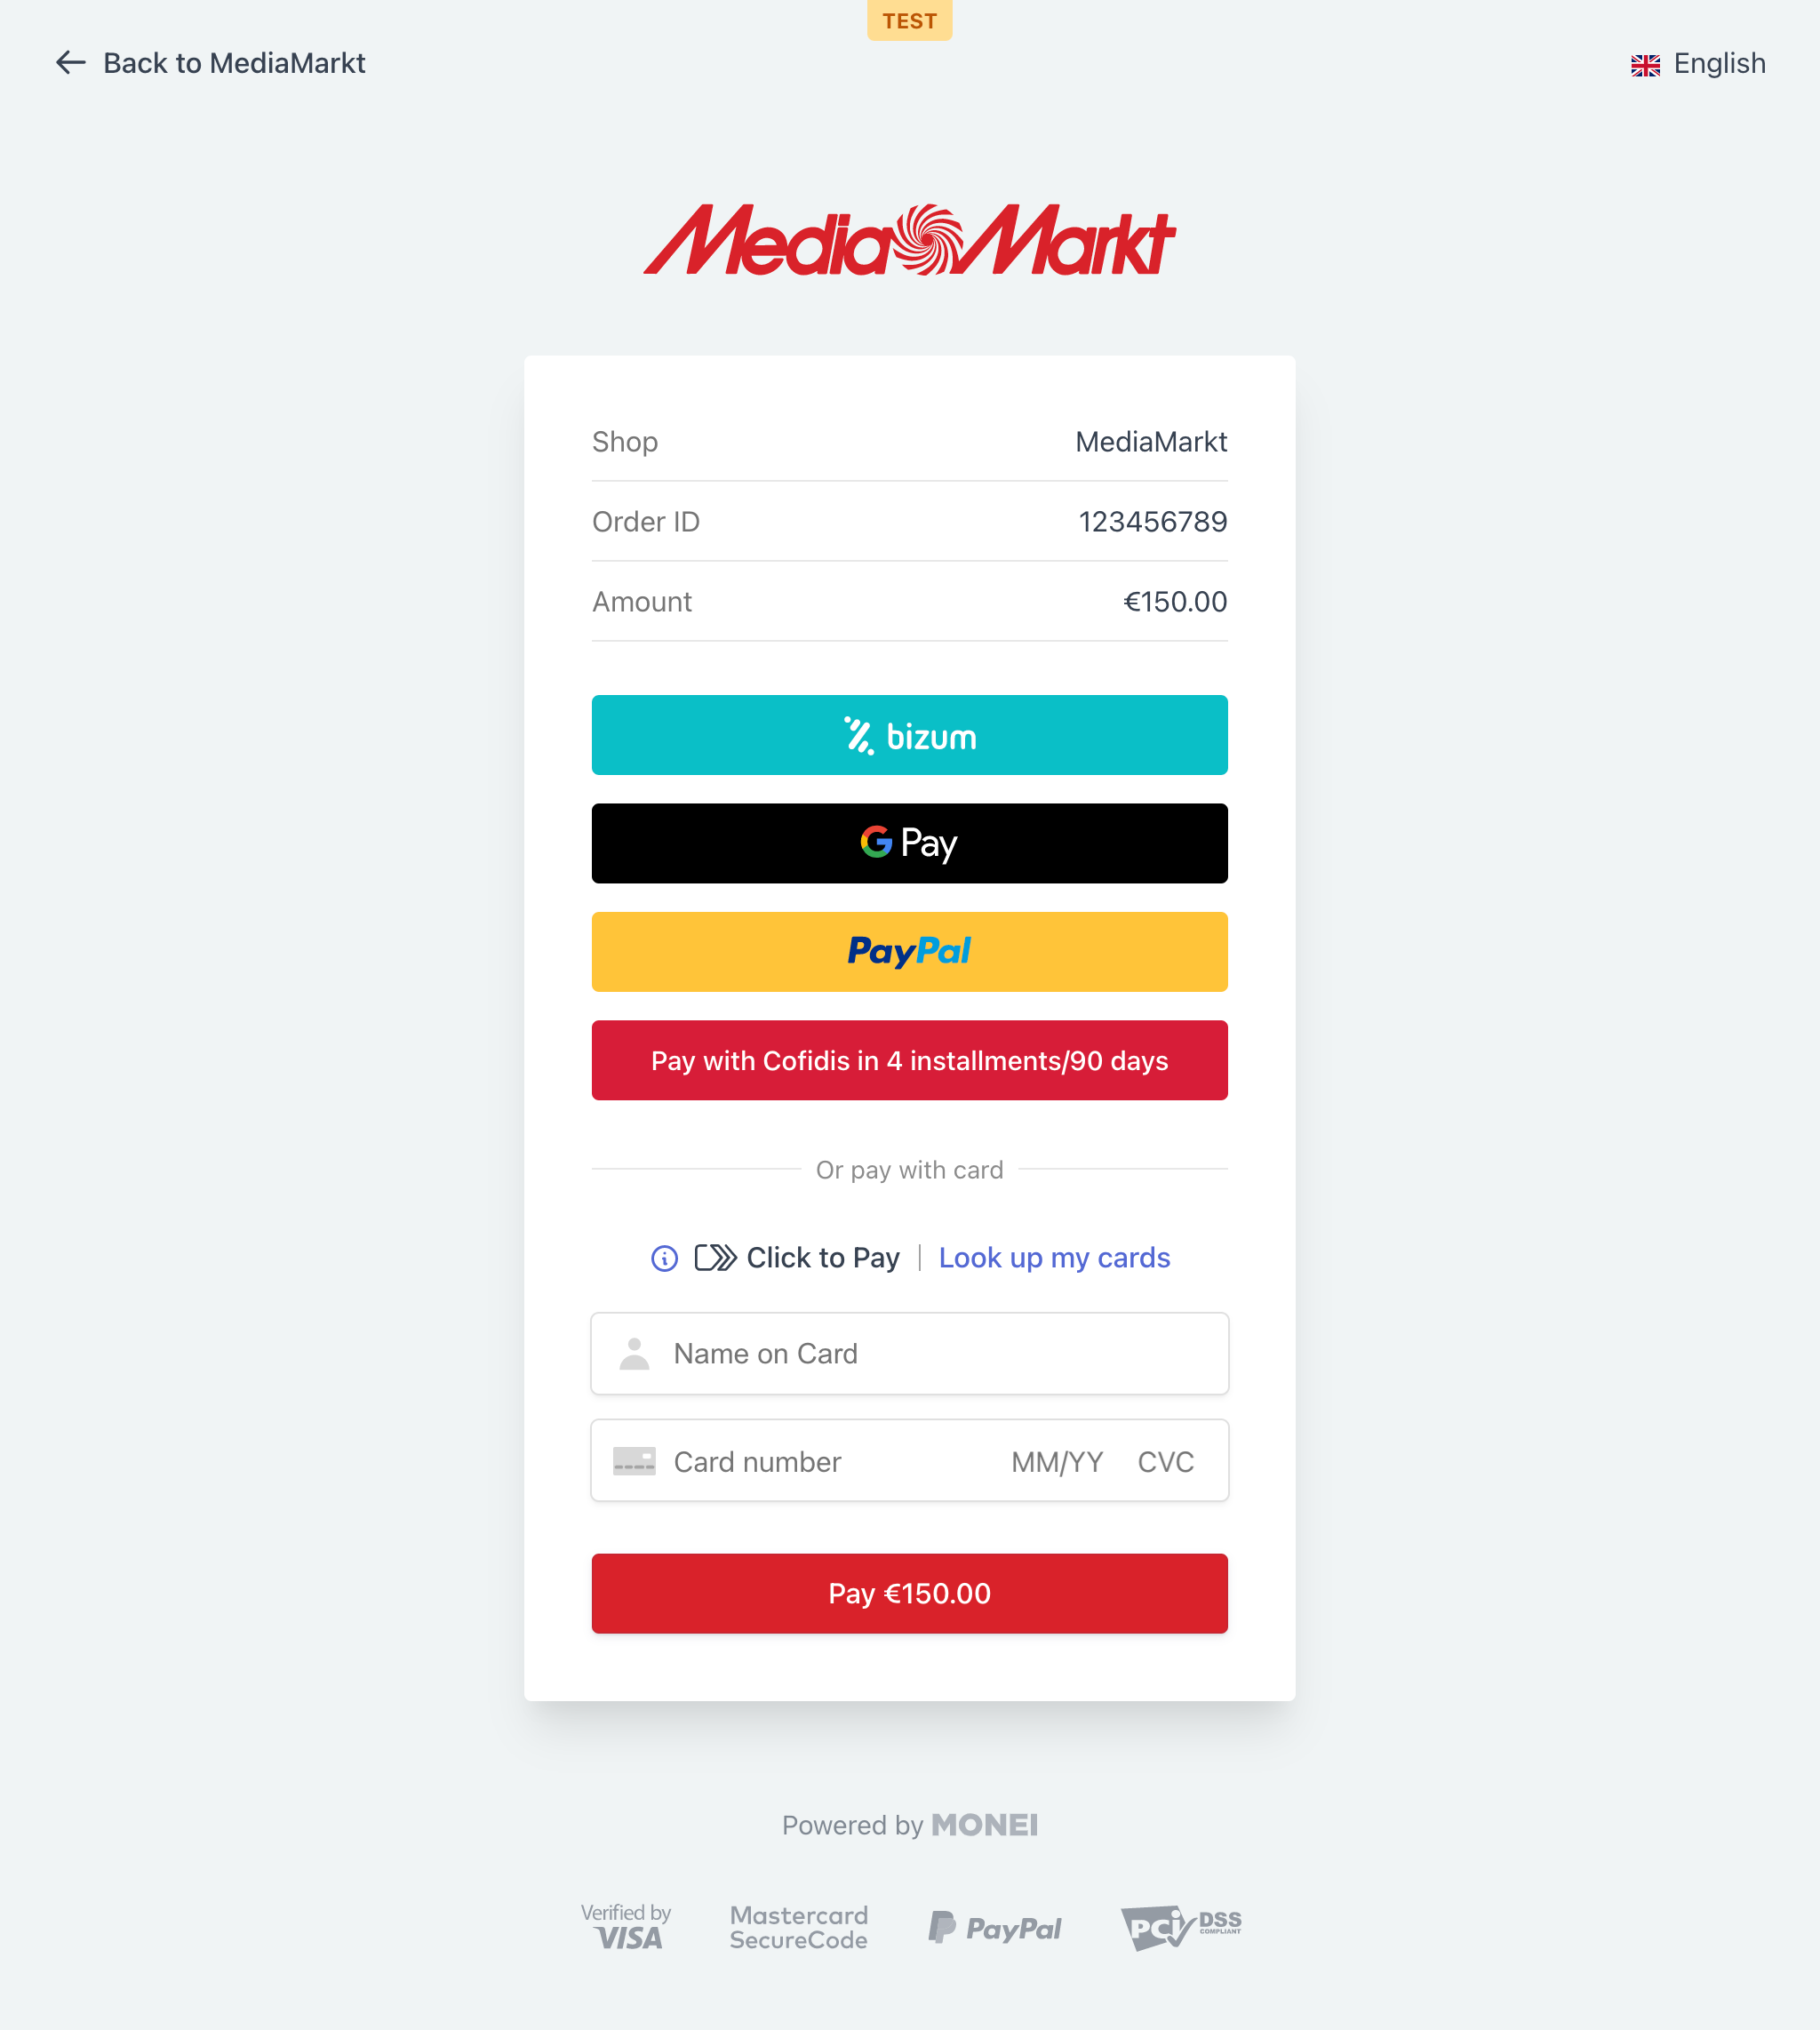 TEST
Back to MediaMarkt
English
MediaMarkt
Shop MediaMarkt
Order ID 123456789
Amount €150.00
bizum
G Pay
PayPal
Pay with Cofidis in 4 installments/90 days
Or pay with card
Click to Pay | Look up my cards
Name on Card
Card number MM/YY CVC
Pay €150.00
Powered by MONEI
Verified by
VISA
Mastercard
SecureCode
PayPal
PCi DSS
COMPLIANT